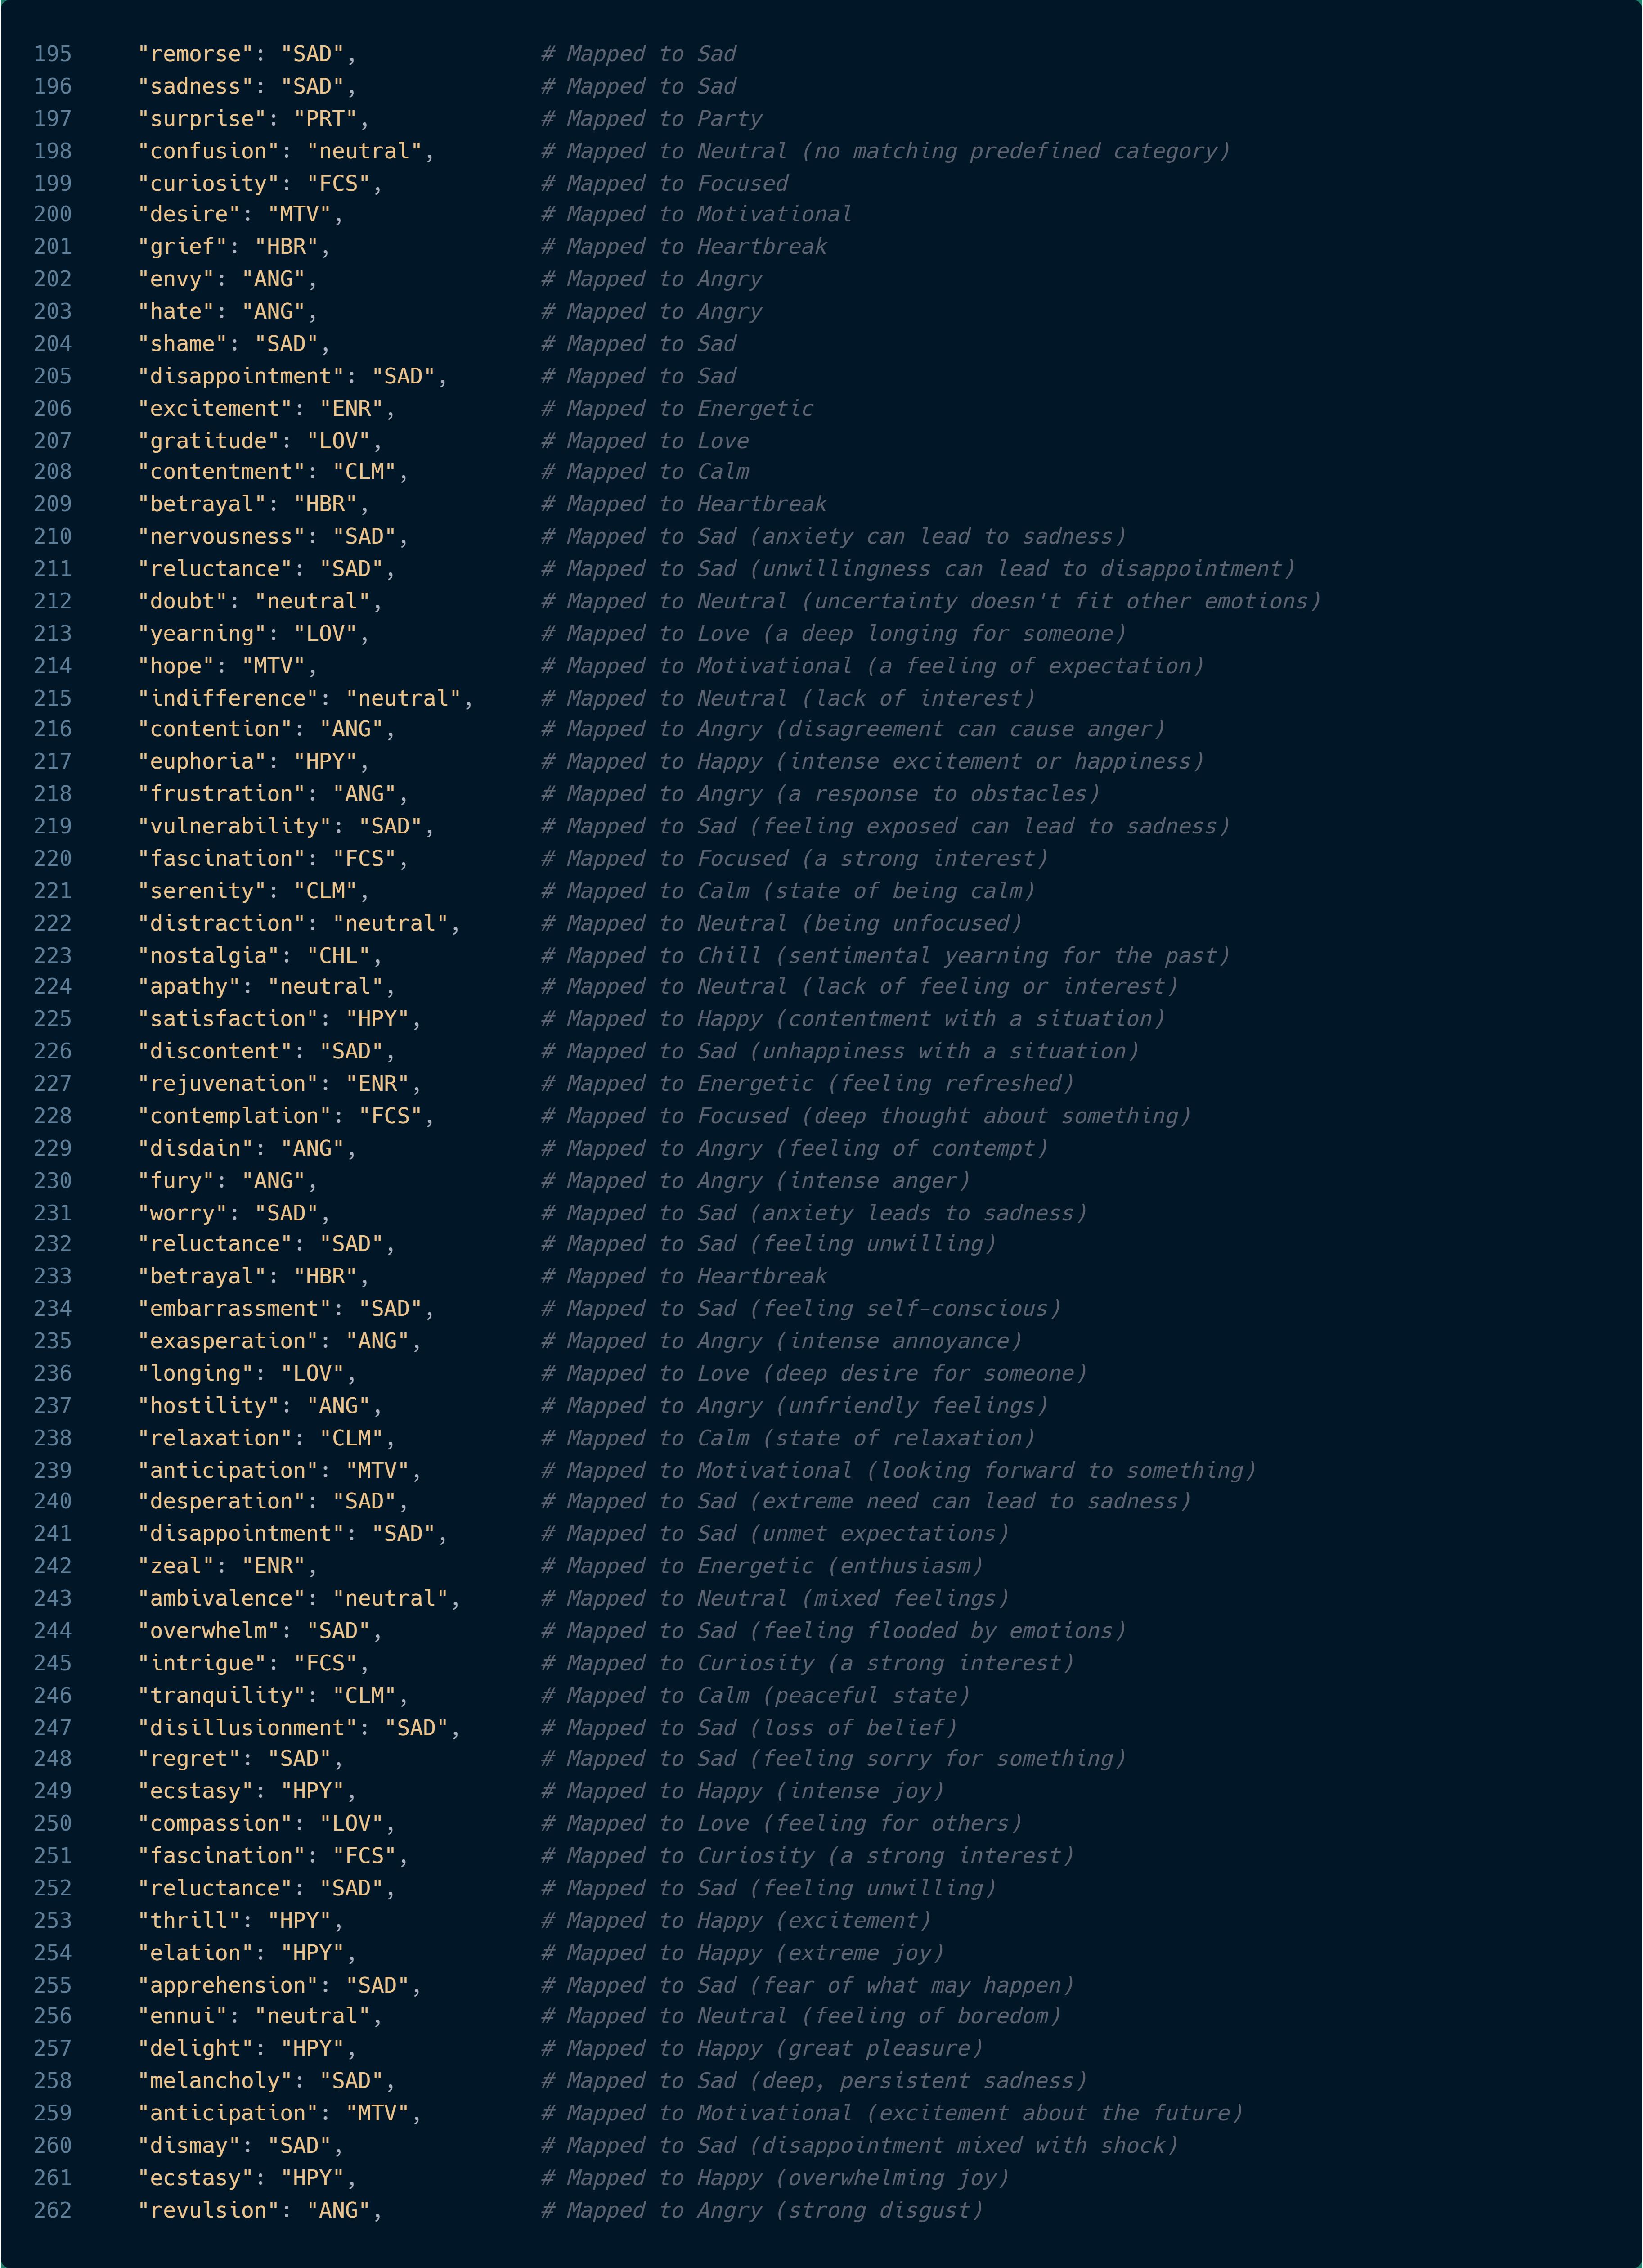 195 "remorse": "SAD", # Mapped to Sad
196 "sadness": "SAD", # Mapped to Sad
197 "surprise": "PRT", # Mapped to Party
198 "confusion": "neutral", # Mapped to Neutral (no matching predefined category)
199 "curiosity": "FCS", # Mapped to Focused
200 "desire": "MTV", # Mapped to Motivational
201 "grief": "HBR", # Mapped to Heartbreak
202 "envy": "ANG", # Mapped to Angry
203 "hate": "ANG", # Mapped to Angry
204 "shame": "SAD", # Mapped to Sad
205 "disappointment": "SAD", # Mapped to Sad
206 "excitement": "ENR", # Mapped to Energetic
207 "gratitude": "LOV", # Mapped to Love
208 "contentment": "CLM", # Mapped to Calm
209 "betrayal": "HBR", # Mapped to Heartbreak
210 "nervousness": "SAD", # Mapped to Sad (anxiety can lead to sadness)
211 "reluctance": "SAD", # Mapped to Sad (unwillingness can lead to disappointment)
212 "doubt": "neutral", # Mapped to Neutral (uncertainty doesn't fit other emotions)
213 "yearning": "LOV", # Mapped to Love (a deep longing for someone)
214 "hope": "MTV", # Mapped to Motivational (a feeling of expectation)
215 "indifference": "neutral", # Mapped to Neutral (lack of interest)
216 "contention": "ANG", # Mapped to Angry (disagreement can cause anger)
217 "euphoria": "HPY", # Mapped to Happy (intense excitement or happiness)
218 "frustration": "ANG", # Mapped to Angry (a response to obstacles)
219 "vulnerability": "SAD", # Mapped to Sad (feeling exposed can lead to sadness)
220 "fascination": "FCS", # Mapped to Focused (a strong interest)
221 "serenity": "CLM", # Mapped to Calm (state of being calm)
222 "distraction": "neutral", # Mapped to Neutral (being unfocused)
223 "nostalgia": "CHL", # Mapped to Chill (sentimental yearning for the past)
224 "apathy": "neutral", # Mapped to Neutral (lack of feeling or interest)
225 "satisfaction": "HPY", # Mapped to Happy (contentment with a situation)
226 "discontent": "SAD", # Mapped to Sad (unhappiness with a situation)
227 "rejuvenation": "ENR", # Mapped to Energetic (feeling refreshed)
228 "contemplation": "FCS", # Mapped to Focused (deep thought about something)
229 "disdain": "ANG", # Mapped to Angry (feeling of contempt)
230 "fury": "ANG", # Mapped to Angry (intense anger)
231 "worry": "SAD", # Mapped to Sad (anxiety leads to sadness)
232 "reluctance": "SAD", # Mapped to Sad (feeling unwilling)
233 "betrayal": "HBR", # Mapped to Heartbreak
234 "embarrassment": "SAD", # Mapped to Sad (feeling self-conscious)
235 "exasperation": "ANG", # Mapped to Angry (intense annoyance)
236 "longing": "LOV", # Mapped to Love (deep desire for someone)
237 "hostility": "ANG", # Mapped to Angry (unfriendly feelings)
238 "relaxation": "CLM", # Mapped to Calm (state of relaxation)
239 "anticipation": "MTV", # Mapped to Motivational (looking forward to something)
240 "desperation": "SAD", # Mapped to Sad (extreme need can lead to sadness)
241 "disappointment": "SAD", # Mapped to Sad (unmet expectations)
242 "zeal": "ENR", # Mapped to Energetic (enthusiasm)
243 "ambivalence": "neutral", # Mapped to Neutral (mixed feelings)
244 "overwhelm": "SAD", # Mapped to Sad (feeling flooded by emotions)
245 "intrigue": "FCS", # Mapped to Curiosity (a strong interest)
246 "tranquility": "CLM", # Mapped to Calm (peaceful state)
247 "disillusionment": "SAD", # Mapped to Sad (loss of belief)
248 "regret": "SAD", # Mapped to Sad (feeling sorry for something)
249 "ecstasy": "HPY", # Mapped to Happy (intense joy)
250 "compassion": "LOV", # Mapped to Love (feeling for others)
251 "fascination": "FCS", # Mapped to Curiosity (a strong interest)
252 "reluctance": "SAD", # Mapped to Sad (feeling unwilling)
253 "thrill": "HPY", # Mapped to Happy (excitement)
254 "elation": "HPY", # Mapped to Happy (extreme joy)
255 "apprehension": "SAD", # Mapped to Sad (fear of what may happen)
256 "ennui": "neutral", # Mapped to Neutral (feeling of boredom)
257 "delight": "HPY", # Mapped to Happy (great pleasure)
258 "melancholy": "SAD", # Mapped to Sad (deep, persistent sadness)
259 "anticipation": "MTV", # Mapped to Motivational (excitement about the future)
260 "dismay": "SAD", # Mapped to Sad (disappointment mixed with shock)
261 "ecstasy": "HPY", # Mapped to Happy (overwhelming joy)
262 "revulsion": "ANG", # Mapped to Angry (strong disgust)